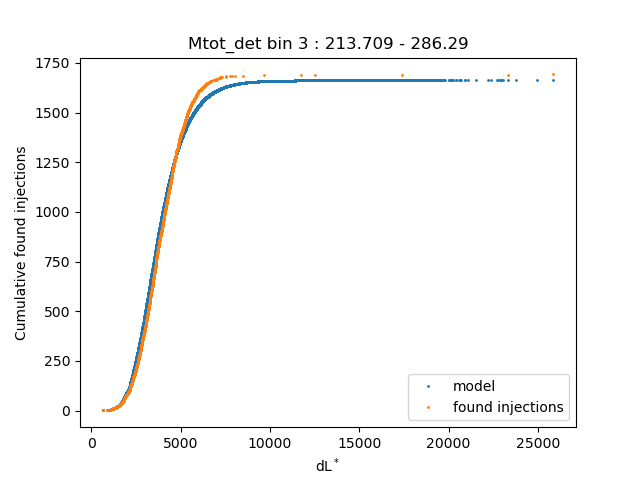 Mtot_det bin 3 : 213.709 - 286.29
1750
1500
1250
1000
750
500
250
0
Cumulative found injections
0 5000 10000 15000 20000 25000
dL*
model
found injections